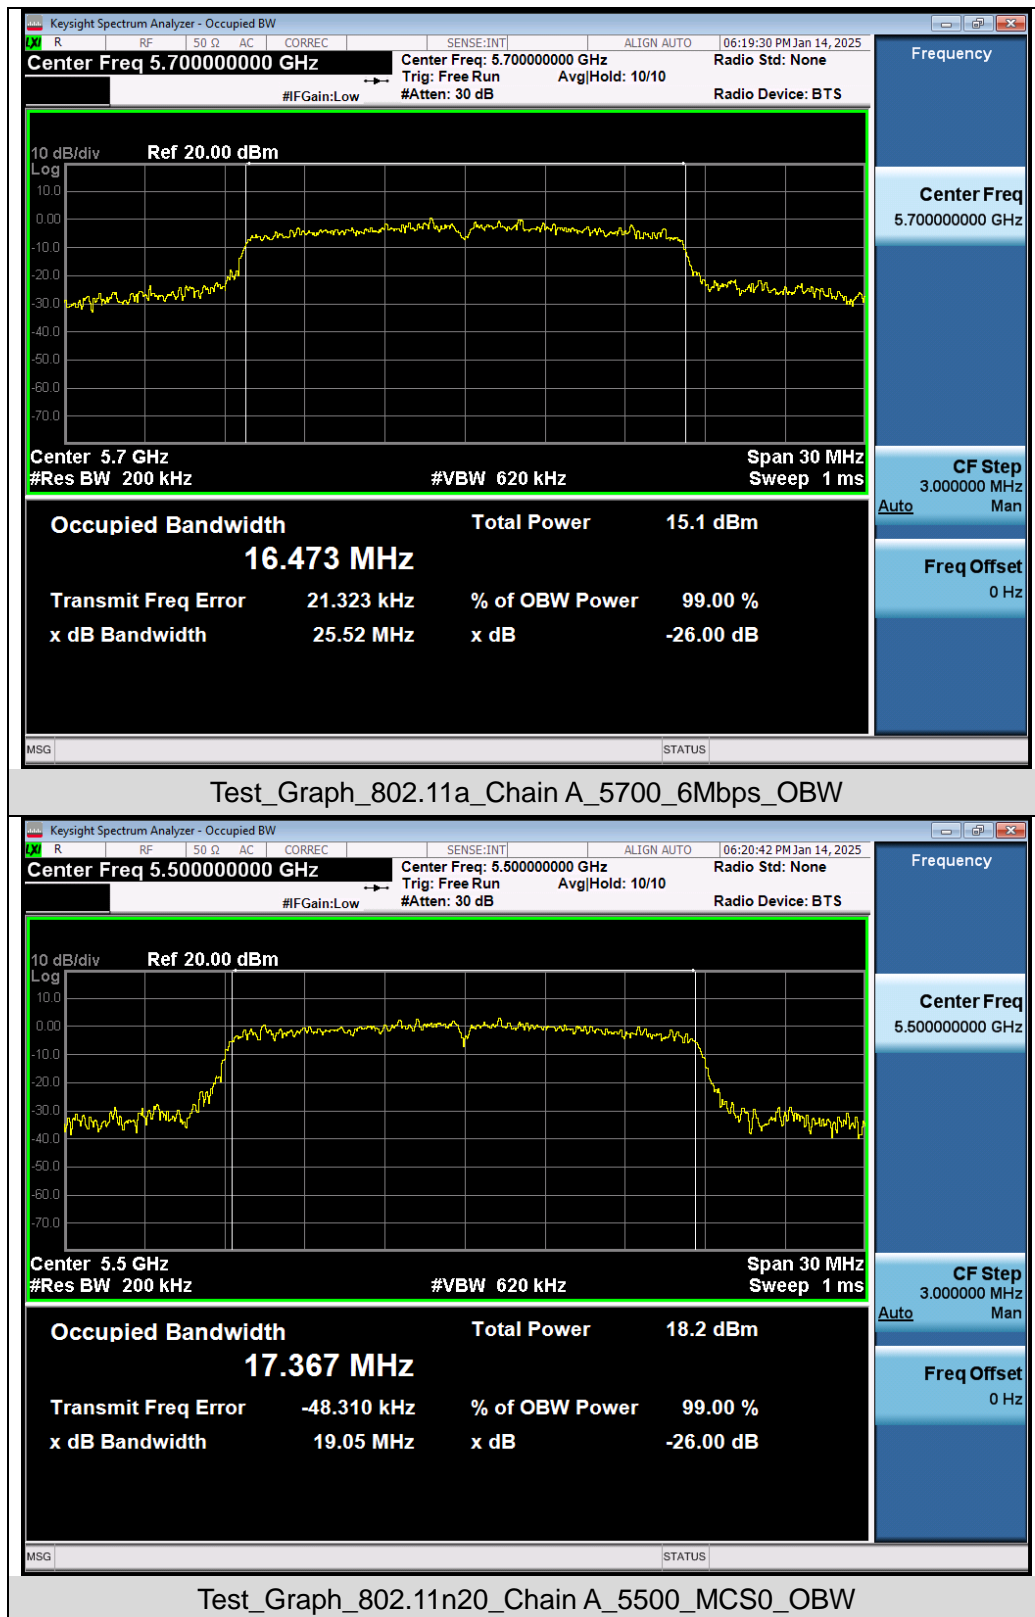 Keysight Spectrum Analyzer - Occupied BW
LXI R RF 50 Ω AC CORREC SENSE:INT ALIGN AUTO 06:19:30 PM Jan 14, 2025
Center Freq 5.700000000 GHz
Center Freq: 5.700000000 GHz Radio Std: None
Trig: Free Run Avg|Hold: 10/10
#IFGain:Low #Atten: 30 dB Radio Device: BTS
Frequency
10 dB/div Ref 20.00 dBm
Log
10.0
0.00
-10.0
-20.0
-30.0
-40.0
-50.0
-60.0
-70.0
Center 5.7 GHz Span 30 MHz
#Res BW 200 kHz #VBW 620 kHz Sweep 1 ms
Center Freq
5.700000000 GHz
CF Step
3.000000 MHz
Auto Man
Freq Offset
0 Hz
Occupied Bandwidth Total Power 15.1 dBm
16.473 MHz
Transmit Freq Error 21.323 kHz % of OBW Power 99.00 %
x dB Bandwidth 25.52 MHz x dB -26.00 dB
MSG STATUS
Test_Graph_802.11a_Chain A_5700_6Mbps_OBW
Keysight Spectrum Analyzer - Occupied BW
LXI R RF 50 Ω AC CORREC SENSE:INT ALIGN AUTO 06:20:42 PM Jan 14, 2025
Center Freq 5.500000000 GHz
Center Freq: 5.500000000 GHz Radio Std: None
Trig: Free Run Avg|Hold: 10/10
#IFGain:Low #Atten: 30 dB Radio Device: BTS
Frequency
10 dB/div Ref 20.00 dBm
Log
10.0
0.00
-10.0
-20.0
-30.0
-40.0
-50.0
-60.0
-70.0
Center 5.5 GHz Span 30 MHz
#Res BW 200 kHz #VBW 620 kHz Sweep 1 ms
Center Freq
5.500000000 GHz
CF Step
3.000000 MHz
Auto Man
Freq Offset
0 Hz
Occupied Bandwidth Total Power 18.2 dBm
17.367 MHz
Transmit Freq Error -48.310 kHz % of OBW Power 99.00 %
x dB Bandwidth 19.05 MHz x dB -26.00 dB
MSG STATUS
Test_Graph_802.11n20_Chain A_5500_MCS0_OBW